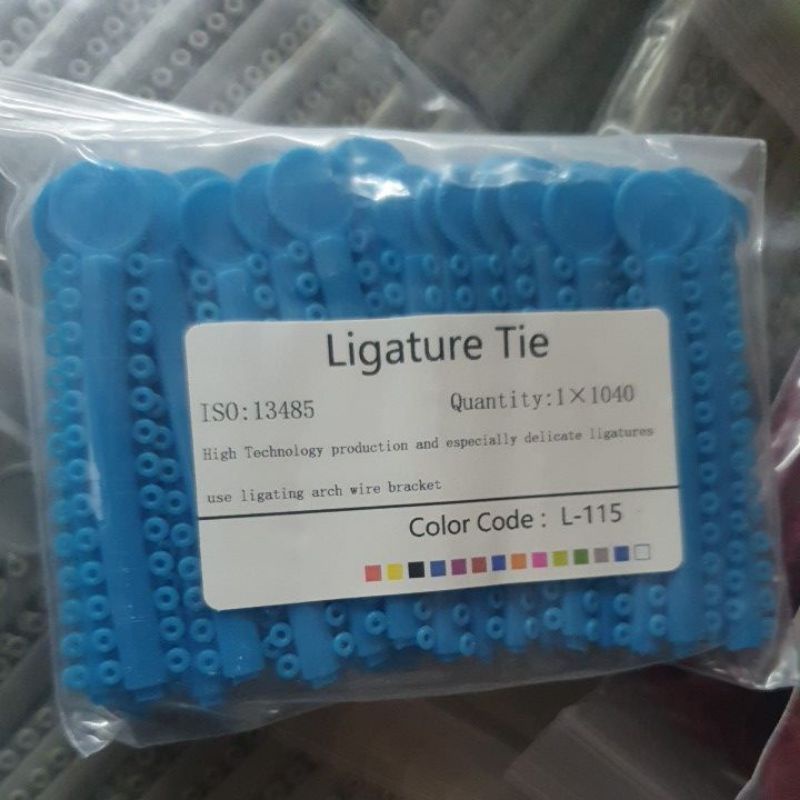 Ligature Tie
ISO:13485 Quantity:1×1040
High Technology production and especially delicate ligatures
use ligating arch wire bracket
Color Code : L-115